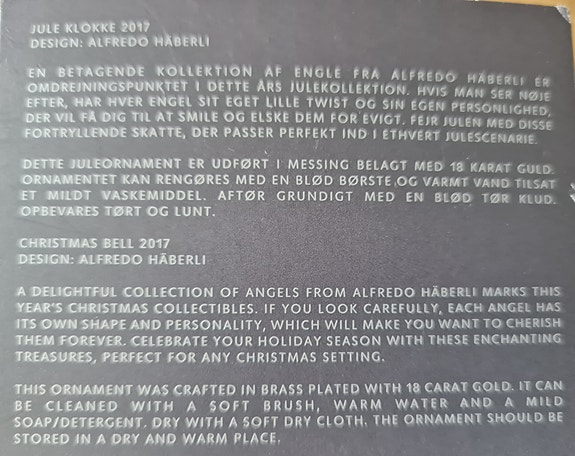 JULE KLOKKE 2017
DESIGN: ALFREDO HÄBERLI
EN BETAGENDE KOLLEKTION AF ENGLE FRA ALFREDO HÄBERLI ER
OMDREJNINGSPUNKTET I DETTE ÅRS JULEKOLLEKTION. HVIS MAN SER NØJE
EFTER, HAR HVER ENGEL SIT EGET LILLE TWIST OG SIN EGEN PERSONLIGHED,
DER VIL FÅ DIG TIL AT SMILE OG ELSKE DEM FOR EVIGT. FEJR JULEN MED DISSE
FORTRYLLENDE SKATTE, DER PASSER PERFEKT IND I ETHVERT JULESCENARIE.
DETTE JULEORNAMENT ER UDFØRT I MESSING BELAGT MED 18 KARAT GULD.
ORNAMENTET KAN RENGØRES MED EN BLØD BØRSTE OG VARMT VAND TILSAT
ET MILDT VASKEMIDDEL. AFTØR GRUNDIGT MED EN BLØD TØR KLUD.
OPBEVARES TØRT OG LUNT.
CHRISTMAS BELL 2017
DESIGN: ALFREDO HÄBERLI
A DELIGHTFUL COLLECTION OF ANGELS FROM ALFREDO HÄBERLI MARKS THIS
YEAR'S CHRISTMAS COLLECTIBLES. IF YOU LOOK CAREFULLY, EACH ANGEL HAS
ITS OWN SHAPE AND PERSONALITY, WHICH WILL MAKE YOU WANT TO CHERISH
THEM FOREVER. CELEBRATE YOUR HOLIDAY SEASON WITH THESE ENCHANTING
TREASURES, PERFECT FOR ANY CHRISTMAS SETTING.
THIS ORNAMENT WAS CRAFTED IN BRASS PLATED WITH 18 CARAT GOLD. IT CAN
BE CLEANED WITH A SOFT BRUSH, WARM WATER AND A MILD
SOAP/DETERGENT. DRY WITH A SOFT DRY CLOTH. THE ORNAMENT SHOULD BE
STORED IN A DRY AND WARM PLACE.